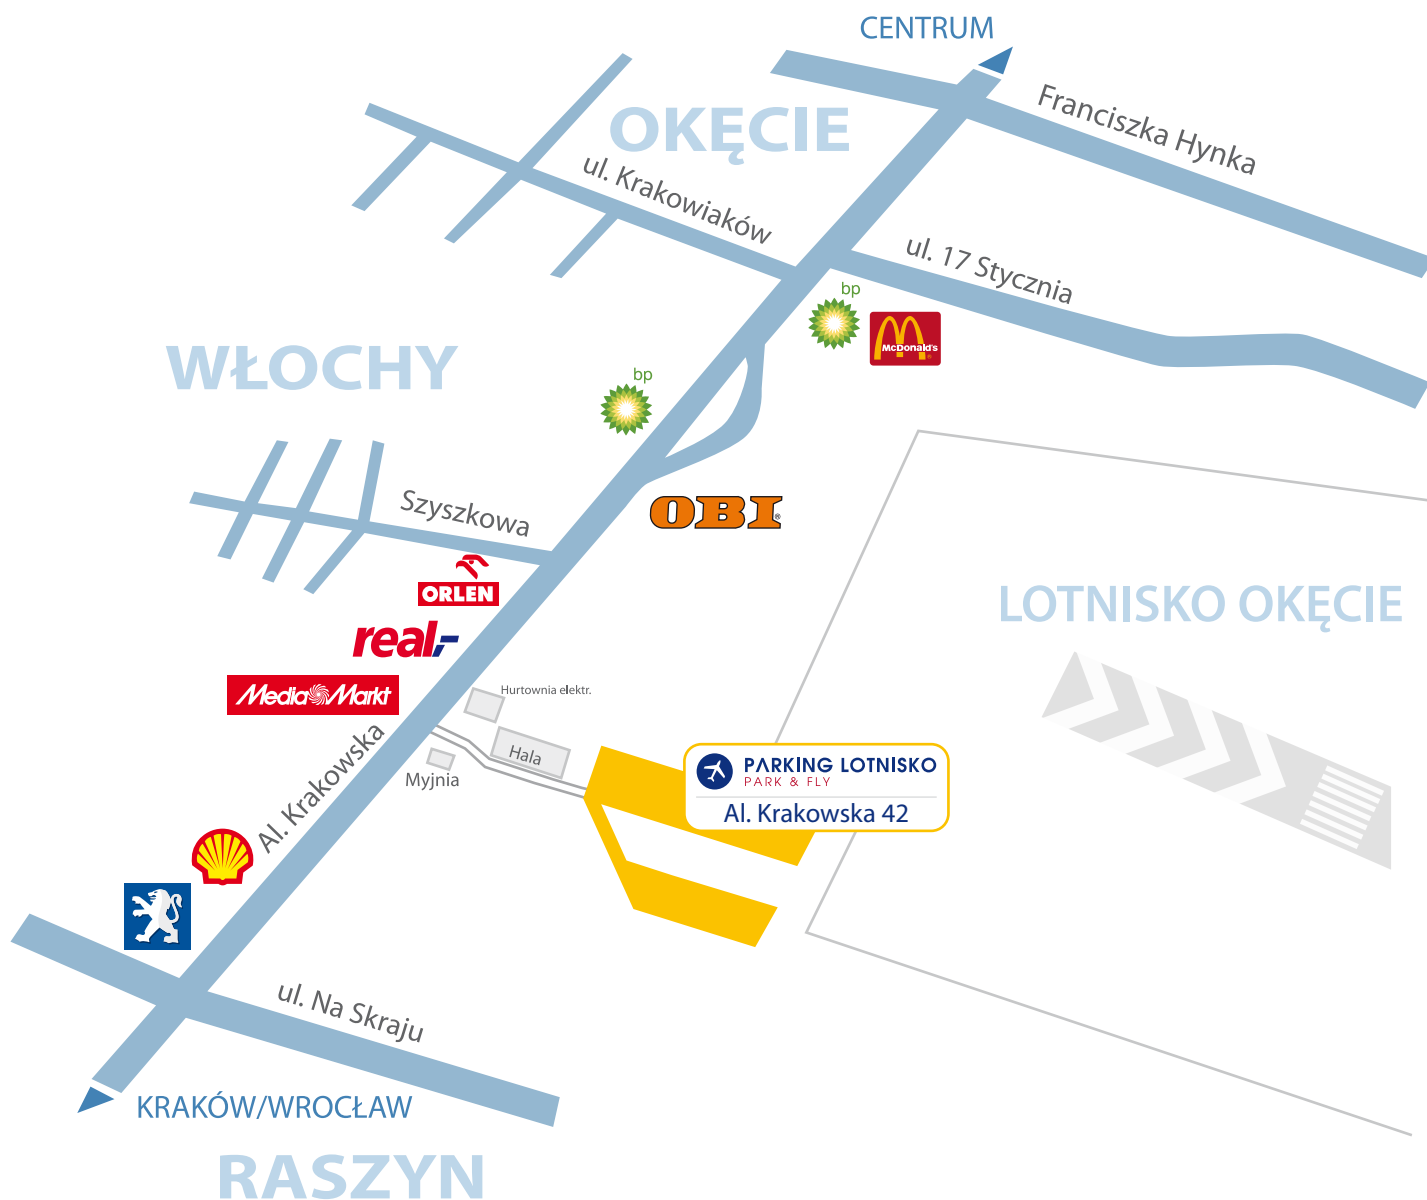 CENTRUM
Franciszka Hynka
OKĘCIE
ul. Krakowiaków
ul. 17 Stycznia
bp
McDonald's
WŁOCHY
bp
Szyszkowa
OBI
ORLEN
LOTNISKO OKĘCIE
real,-
Media Markt
Hurtownia elektr.
Al. Krakowska
Hala
Myjnia
PARKING LOTNISKO
PARK & FLY
Al. Krakowska 42
ul. Na Skraju
KRAKÓW/WROCŁAW
RASZYN